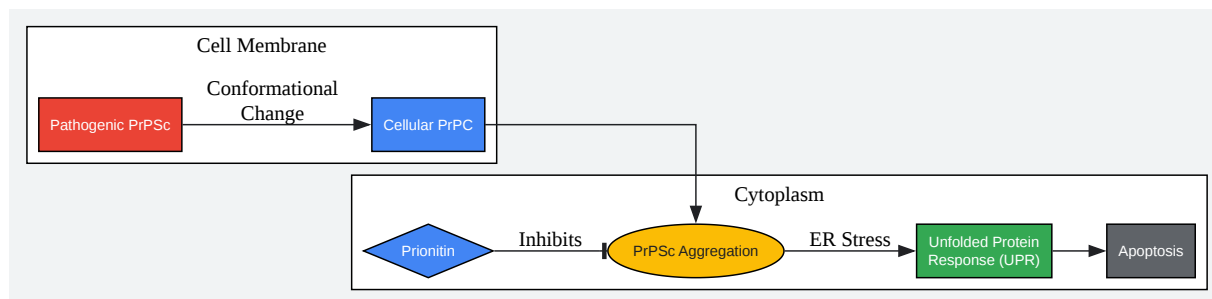 Cell Membrane
Conformational
Change
Pathogenic PrPSc
Cellular PrPC
Cytoplasm
Prionitin
Inhibits
PrPSc Aggregation
ER Stress
Unfolded Protein
Response (UPR)
Apoptosis